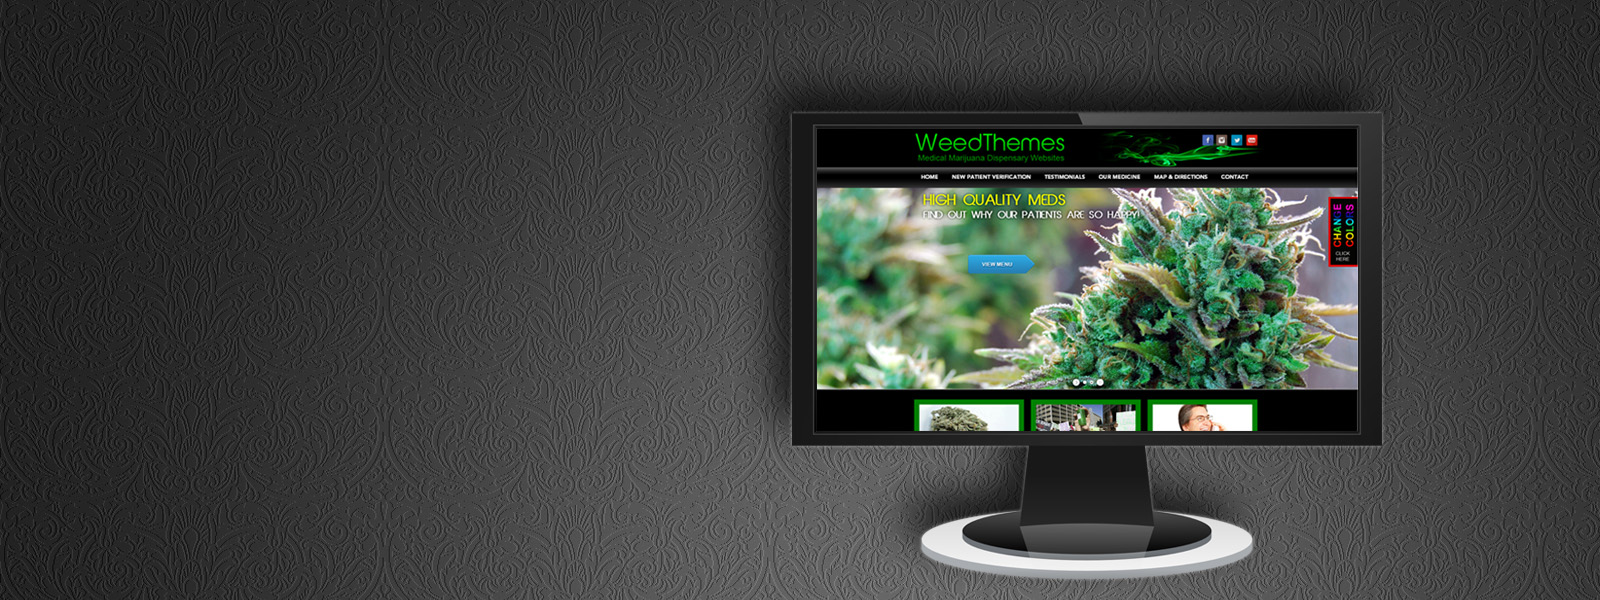 WeedThemes
Medical Marijuana Dispensary Websites
HOME NEW PATIENT VERIFICATION TESTIMONIALS OUR MEDICINE MAP & DIRECTIONS CONTACT
HIGH QUALITY MEDS
FIND OUT WHY OUR PATIENTS ARE SO HAPPY!
VIEW MENU
CHANGE
COLORS
CLICK
HERE